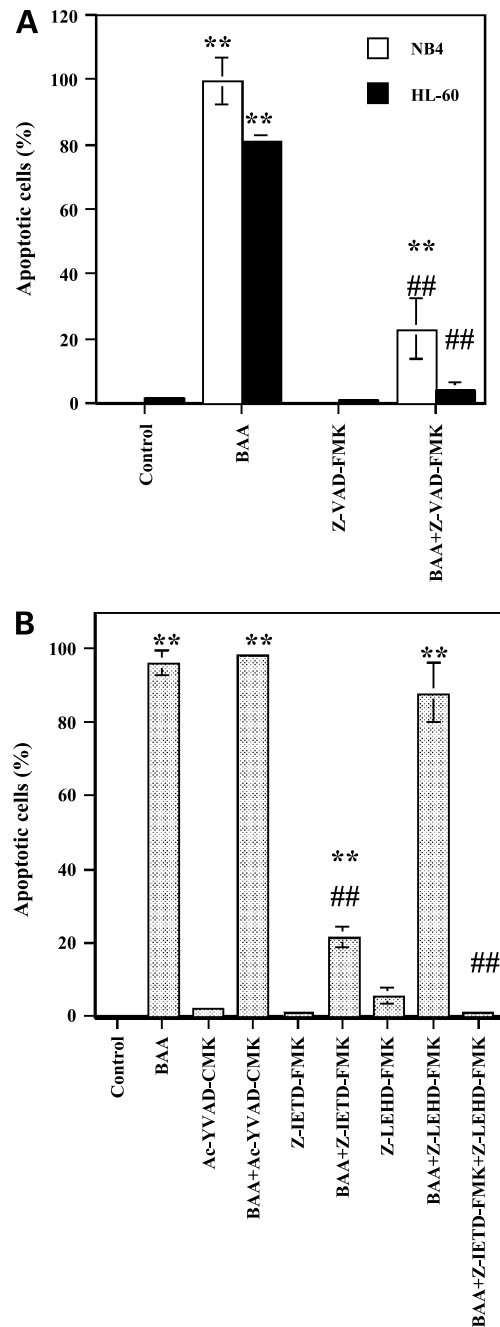 A
120
100
80
60
40
20
0
Apoptotic cells (%)
**
**
**
##
##
NB4
HL-60
Control
BAA
Z-VAD-FMK
BAA+Z-VAD-FMK
B
100
80
60
40
20
0
Apoptotic cells (%)
**
**
**
##
**
##
Control
BAA
Ac-YVAD-CMK
BAA+Ac-YVAD-CMK
Z-IETD-FMK
BAA+Z-IETD-FMK
Z-LEHD-FMK
BAA+Z-LEHD-FMK
BAA+Z-IETD-FMK+Z-LEHD-FMK